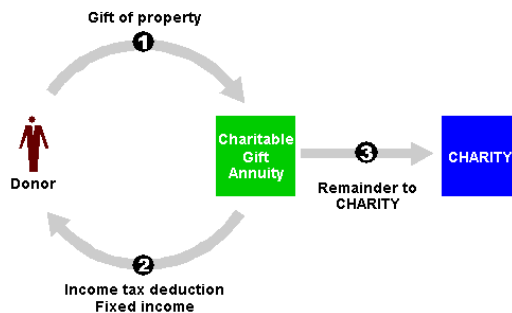 Gift of property
1
Donor
Charitable
Gift
Annuity
3
CHARITY
Remainder to
CHARITY
2
Income tax deduction
Fixed income